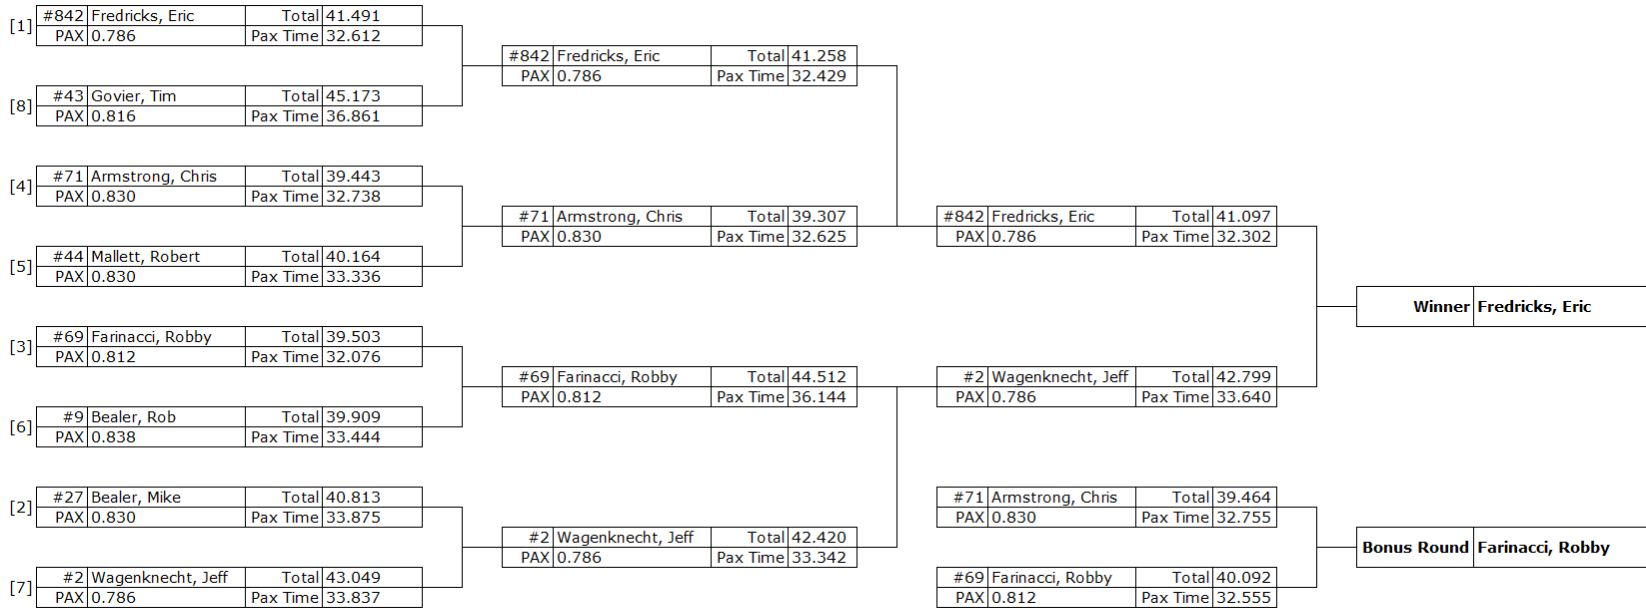 [1] #842 Fredricks, Eric Total 41.491
PAX 0.786 Pax Time 32.612
[8] #43 Govier, Tim Total 45.173
PAX 0.816 Pax Time 36.861
[4] #71 Armstrong, Chris Total 39.443
PAX 0.830 Pax Time 32.738
[5] #44 Mallett, Robert Total 40.164
PAX 0.830 Pax Time 33.336
[3] #69 Farinacci, Robby Total 39.503
PAX 0.812 Pax Time 32.076
[6] #9 Bealer, Rob Total 39.909
PAX 0.838 Pax Time 33.444
[2] #27 Bealer, Mike Total 40.813
PAX 0.830 Pax Time 33.875
[7] #2 Wagenknecht, Jeff Total 43.049
PAX 0.786 Pax Time 33.837
#842 Fredricks, Eric Total 41.258
PAX 0.786 Pax Time 32.429
#71 Armstrong, Chris Total 39.307
PAX 0.830 Pax Time 32.625
#69 Farinacci, Robby Total 44.512
PAX 0.812 Pax Time 36.144
#2 Wagenknecht, Jeff Total 42.420
PAX 0.786 Pax Time 33.342
#842 Fredricks, Eric Total 41.097
PAX 0.786 Pax Time 32.302
#2 Wagenknecht, Jeff Total 42.799
PAX 0.786 Pax Time 33.640
#71 Armstrong, Chris Total 39.464
PAX 0.830 Pax Time 32.755
#69 Farinacci, Robby Total 40.092
PAX 0.812 Pax Time 32.555
Winner Fredricks, Eric
Bonus Round Farinacci, Robby